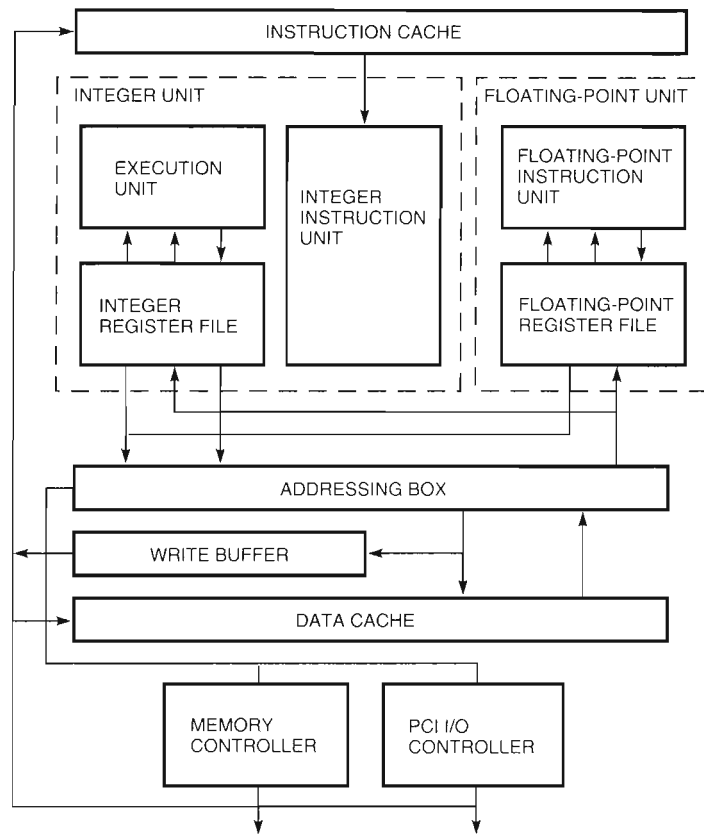 INSTRUCTION CACHE
INTEGER UNIT
FLOATING-POINT UNIT
EXECUTION
UNIT
INTEGER
INSTRUCTION
UNIT
FLOATING-POINT
INSTRUCTION
UNIT
INTEGER
REGISTER FILE
FLOATING-POINT
REGISTER FILE
ADDRESSING BOX
WRITE BUFFER
DATA CACHE
MEMORY
CONTROLLER
PCI I/O
CONTROLLER